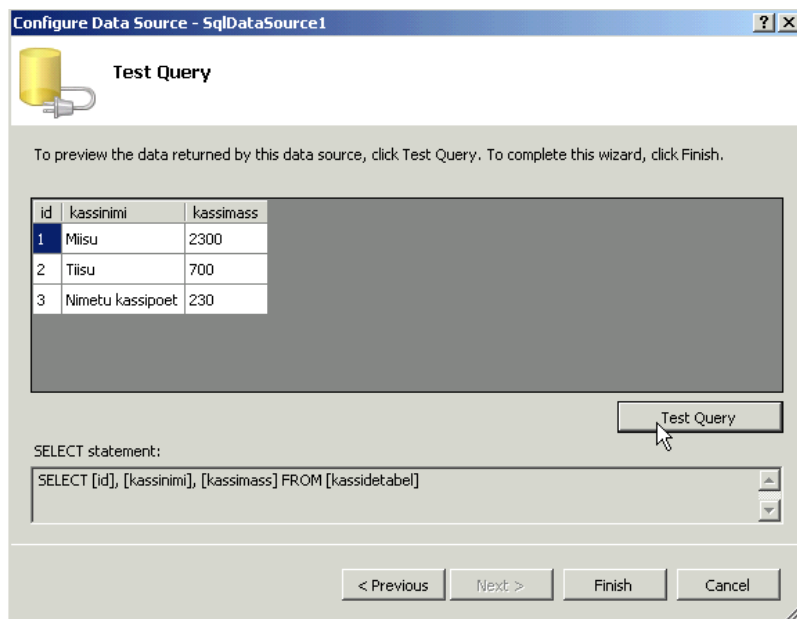 Configure Data Source - SqlDataSource1
Test Query
To preview the data returned by this data source, click Test Query. To complete this wizard, click Finish.
id kassinimi kassimass
1 Miisu 2300
2 Tiisu 700
3 Nimetu kassipoet 230
Test Query
SELECT statement:
SELECT [id], [kassinimi], [kassimass] FROM [kassidetabel]
< Previous Next > Finish Cancel